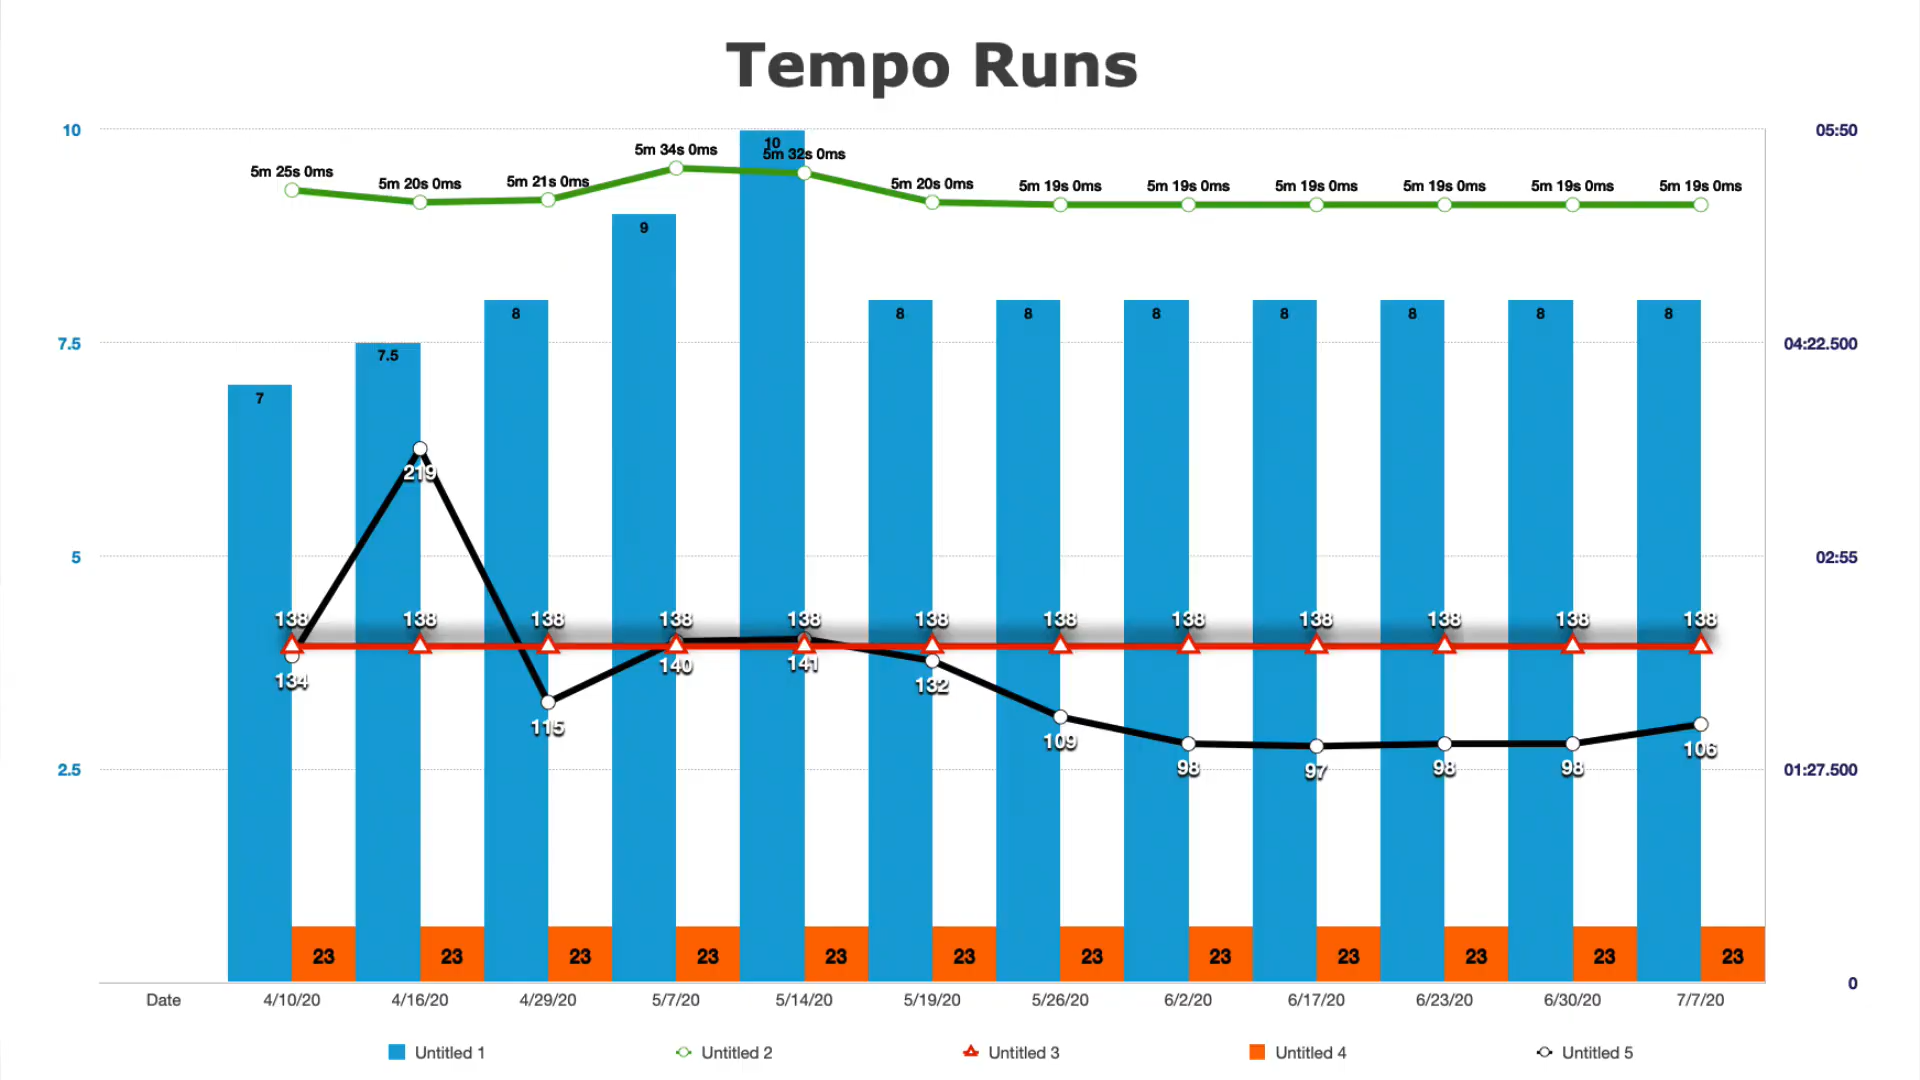 Tempo Runs
10 05:50
10
5m 34s 0ms 5m 32s 0ms
5m 25s 0ms 5m 20s 0ms 5m 21s 0ms 5m 20s 0ms 5m 19s 0ms 5m 19s 0ms 5m 19s 0ms 5m 19s 0ms 5m 19s 0ms 5m 19s 0ms
9
8 8 8 8 8 8 8 8
7.5 04:22.500
7.5
7
219
5 02:55
138 138 138 138 138 138 138 138 138 138 138 138
134 115 140 141 132 109 98 97 98 98 106
2.5 01:27.500
23 23 23 23 23 23 23 23 23 23 23 23
0
Date 4/10/20 4/16/20 4/29/20 5/7/20 5/14/20 5/19/20 5/26/20 6/2/20 6/17/20 6/23/20 6/30/20 7/7/20
Untitled 1 Untitled 2 Untitled 3 Untitled 4 Untitled 5